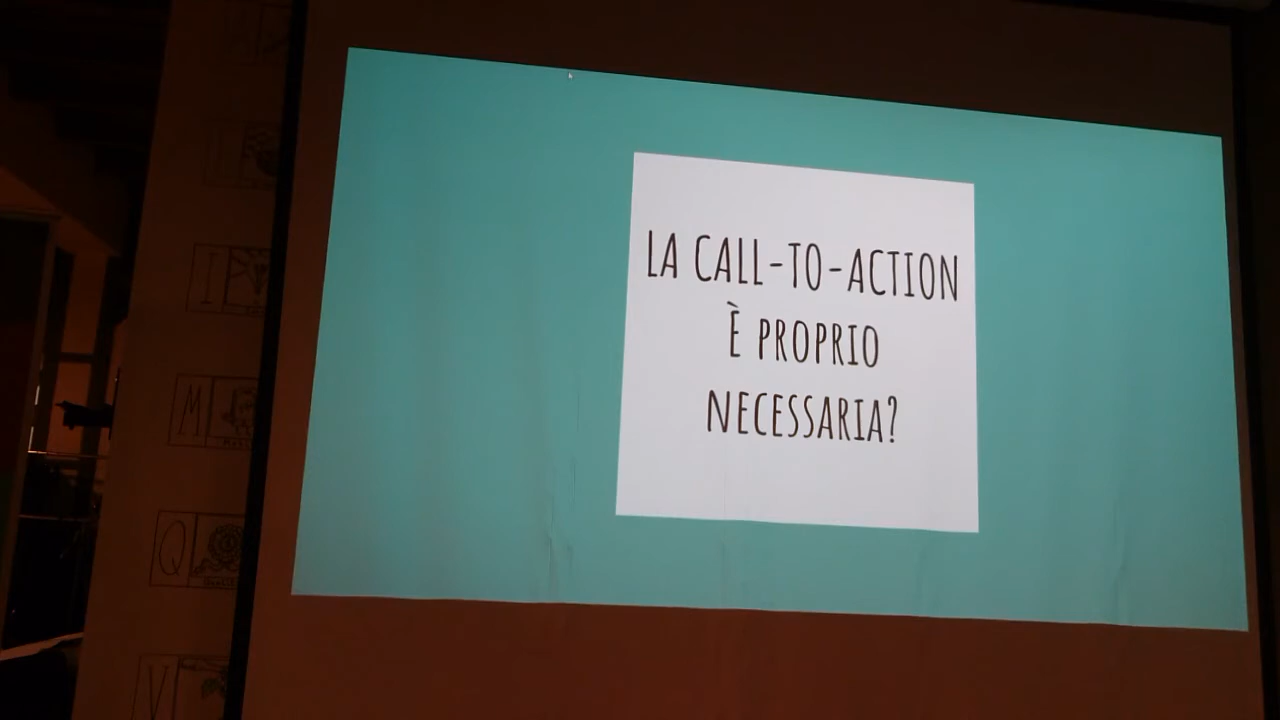 LA CALL-TO-ACTION
È PROPRIO
NECESSARIA?
I
M
Q
V